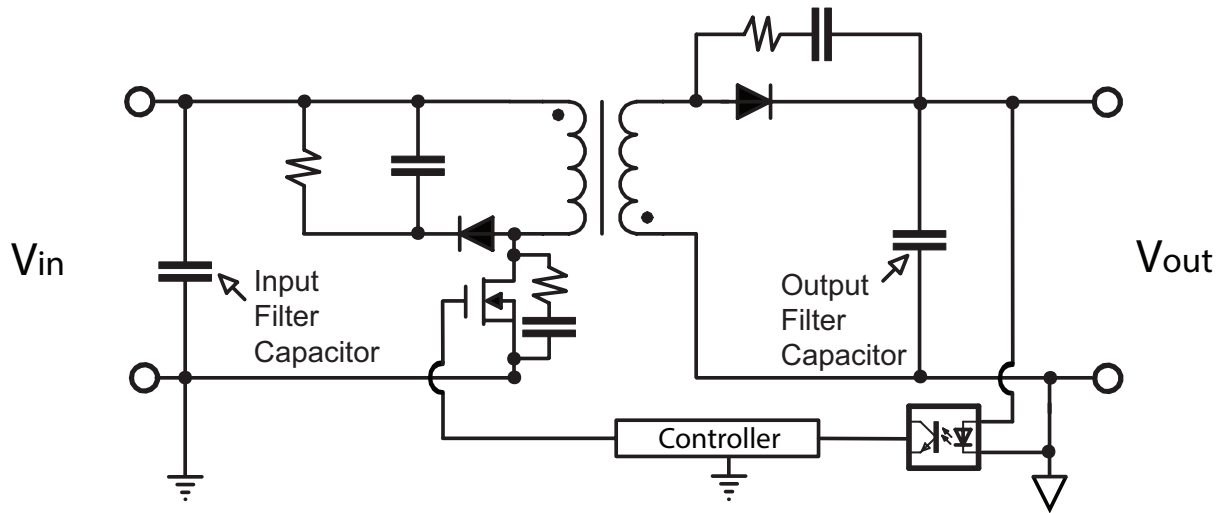 Vin
Input
Filter
Capacitor
Output
Filter
Capacitor
Vout
Controller